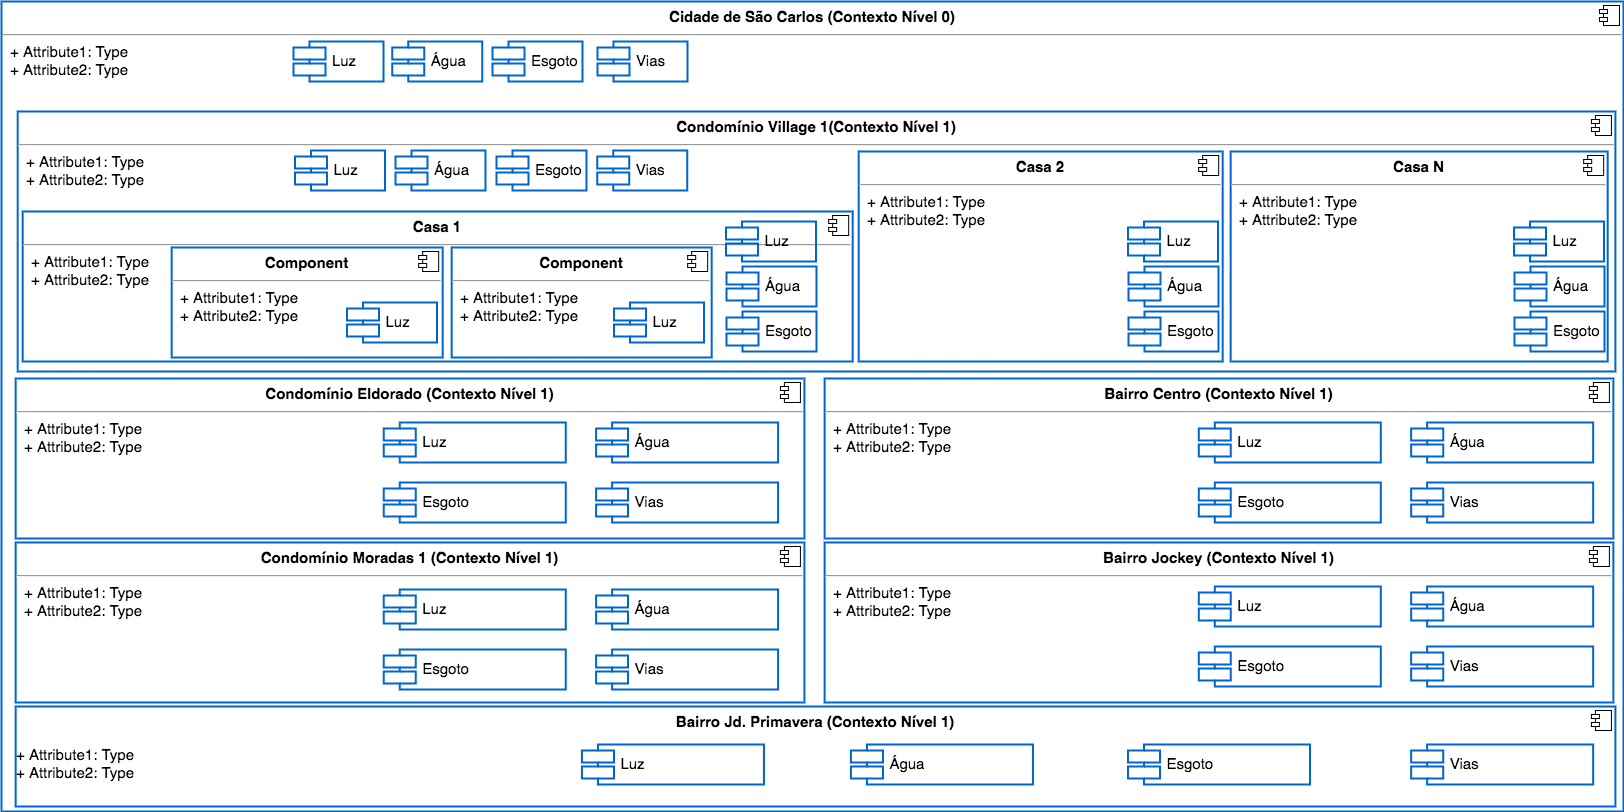 Cidade de São Carlos (Contexto Nível 0)
+ Attribute1: Type
+ Attribute2: Type
Luz
Água
Esgoto
Vias
Condomínio Village 1(Contexto Nível 1)
+ Attribute1: Type
+ Attribute2: Type
Luz
Água
Esgoto
Vias
Casa 1
+ Attribute1: Type
+ Attribute2: Type
Component
+ Attribute1: Type
+ Attribute2: Type
Luz
Component
+ Attribute1: Type
+ Attribute2: Type
Luz
Luz
Água
Esgoto
Casa 2
+ Attribute1: Type
+ Attribute2: Type
Luz
Água
Esgoto
Casa N
+ Attribute1: Type
+ Attribute2: Type
Luz
Água
Esgoto
Condomínio Eldorado (Contexto Nível 1)
+ Attribute1: Type
+ Attribute2: Type
Luz
Água
Esgoto
Vias
Bairro Centro (Contexto Nível 1)
+ Attribute1: Type
+ Attribute2: Type
Luz
Água
Esgoto
Vias
Condomínio Moradas 1 (Contexto Nível 1)
+ Attribute1: Type
+ Attribute2: Type
Luz
Água
Esgoto
Vias
Bairro Jockey (Contexto Nível 1)
+ Attribute1: Type
+ Attribute2: Type
Luz
Água
Esgoto
Vias
Bairro Jd. Primavera (Contexto Nível 1)
+ Attribute1: Type
+ Attribute2: Type
Luz
Água
Esgoto
Vias